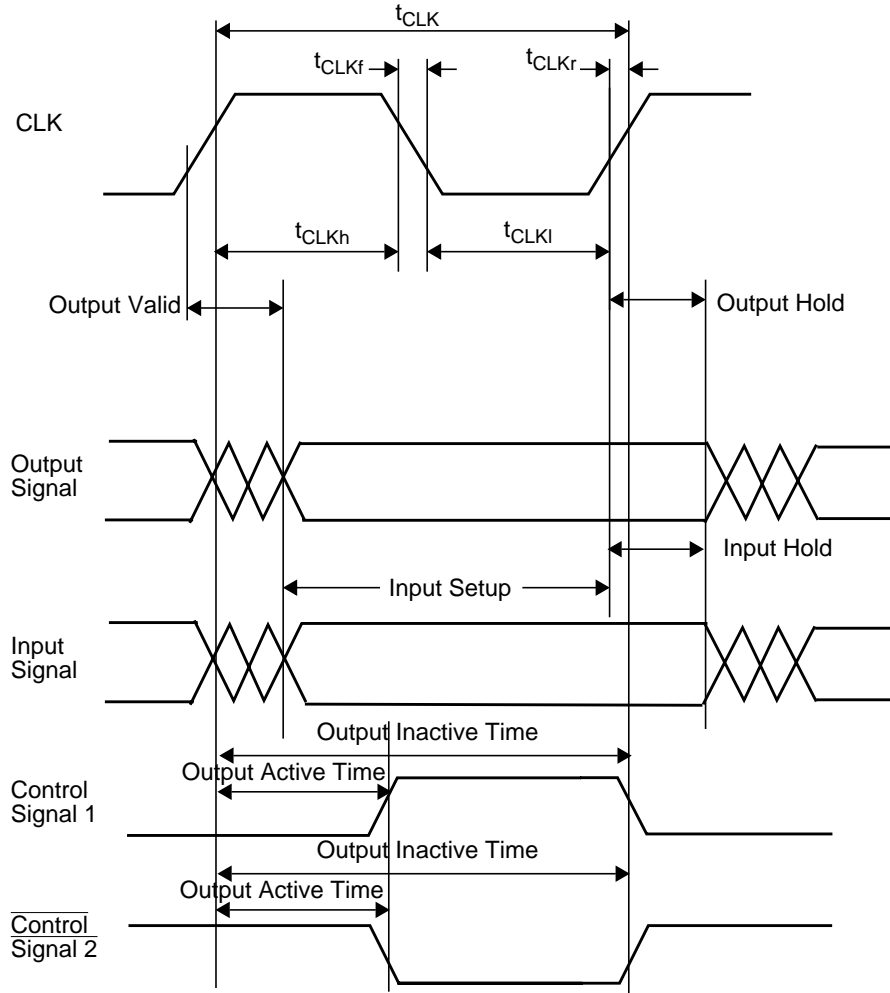 tCLK
tCLKf
tCLKr
CLK
tCLKh
tCLKl
Output Valid
Output Hold
Output
Signal
Input Hold
Input Setup
Input
Signal
Output Inactive Time
Output Active Time
Control
Signal 1
Output Inactive Time
Output Active Time
Control
Signal 2